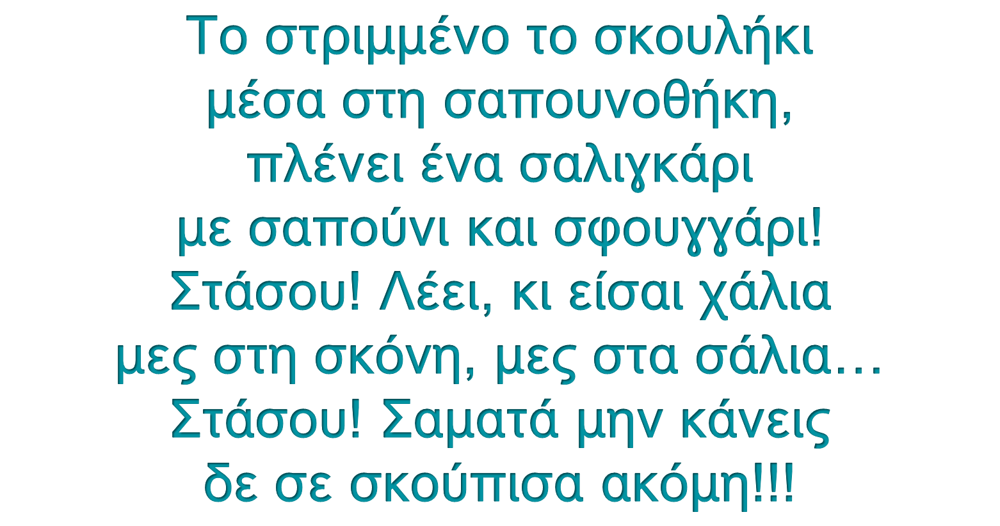 Το στριμμένο το σκουλήκι
μέσα στη σαπουνοθήκη,
πλένει ένα σαλιγκάρι
με σαπούνι και σφουγγάρι!
Στάσου! Λέει, κι είσαι χάλια
μες στη σκόνη, μες στα σάλια...
Στάσου! Σαματά μην κάνεις
δε σε σκούπισα ακόμη!!!